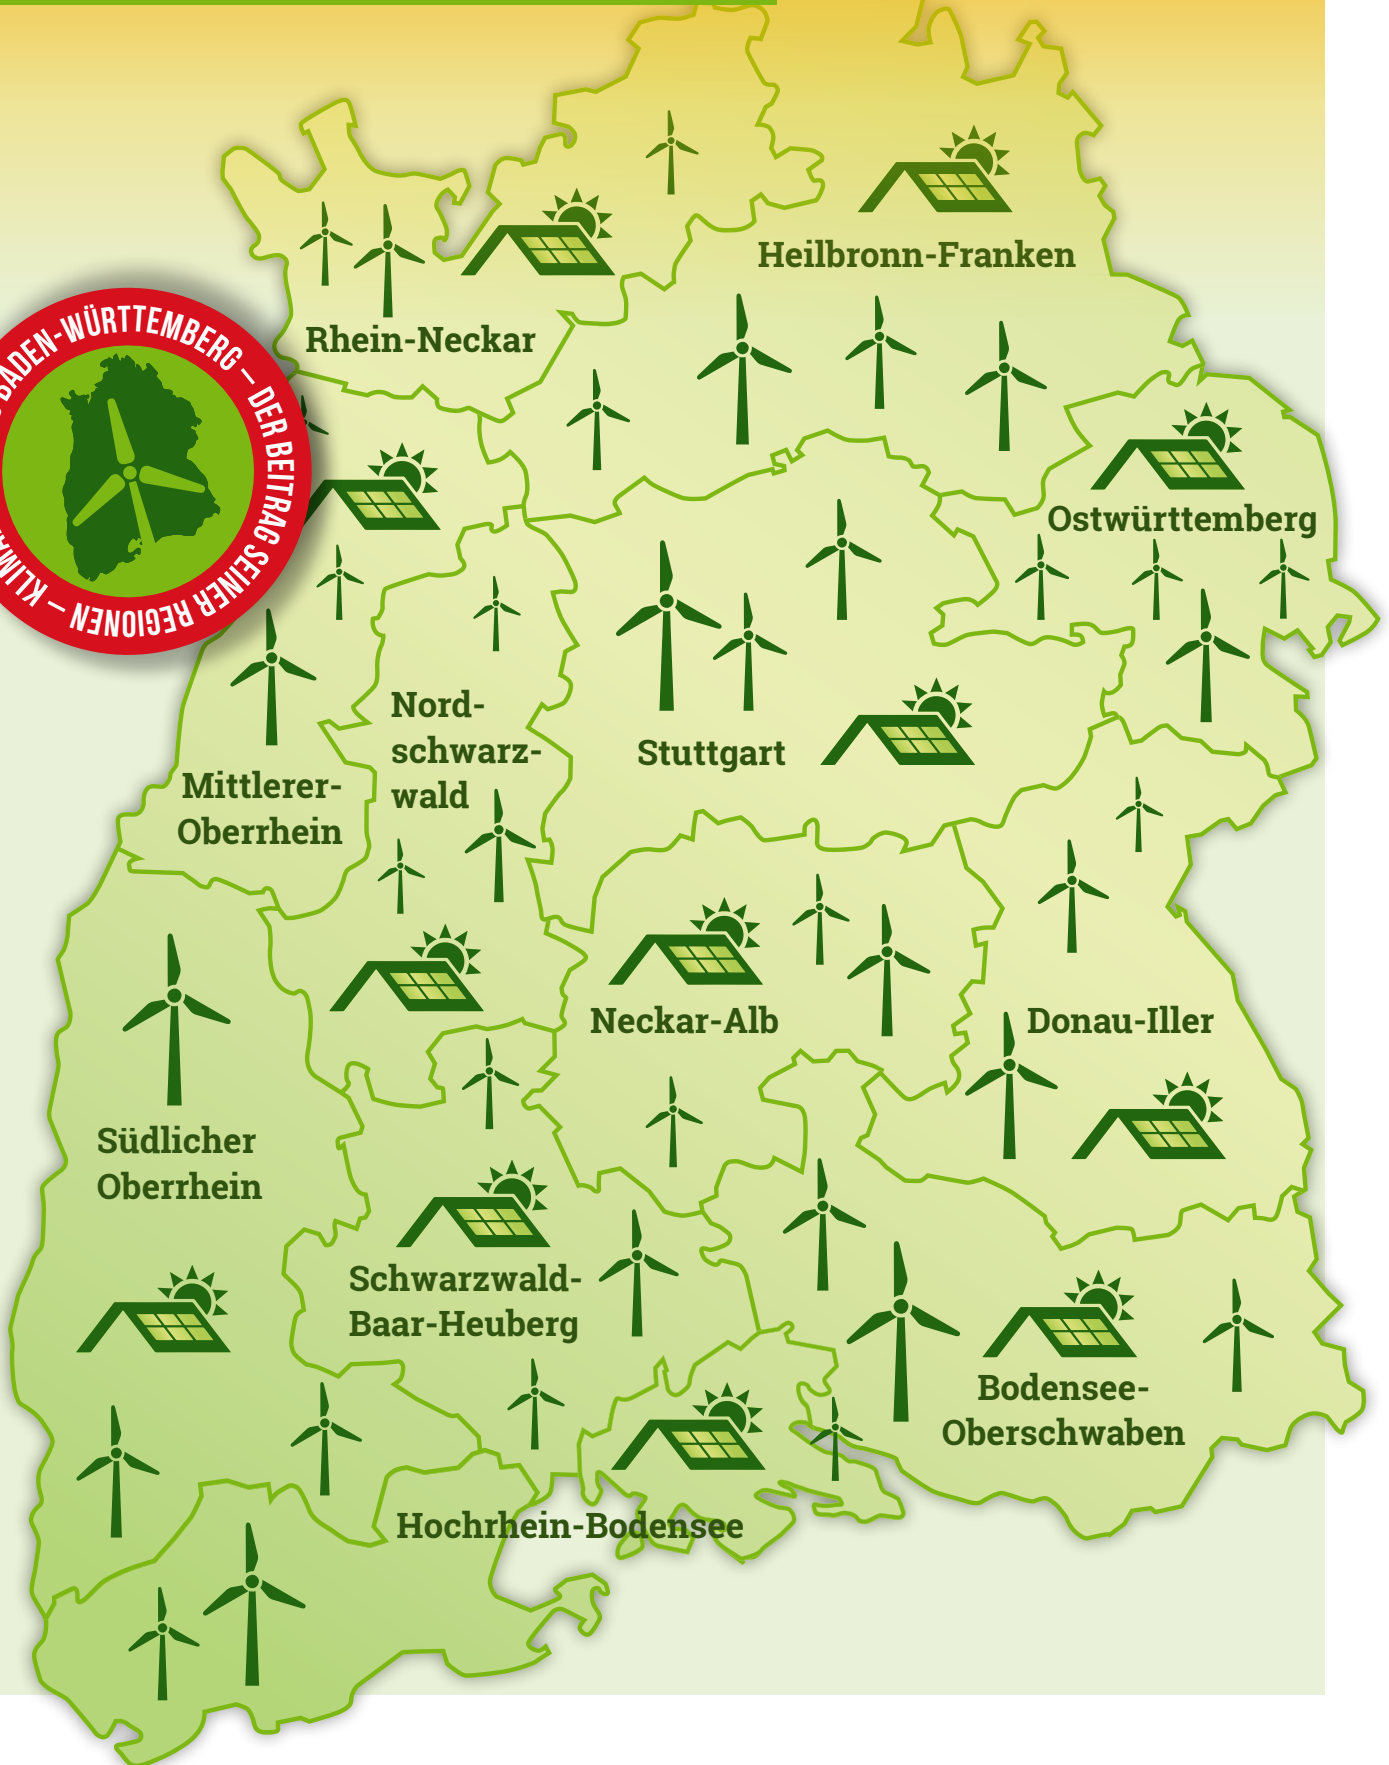 Heilbronn-Franken
Rhein-Neckar
BADEN-WÜRTTEMBERG – DER BEITRAG SEINER REGIONEN –
Ostwürttemberg
Nord-
schwarz-
wald
Stuttgart
Mittlerer-
Oberrhein
Neckar-Alb
Donau-Iller
Südlicher
Oberrhein
Schwarzwald-
Baar-Heuberg
Bodensee-
Oberschwaben
Hochrhein-Bodensee